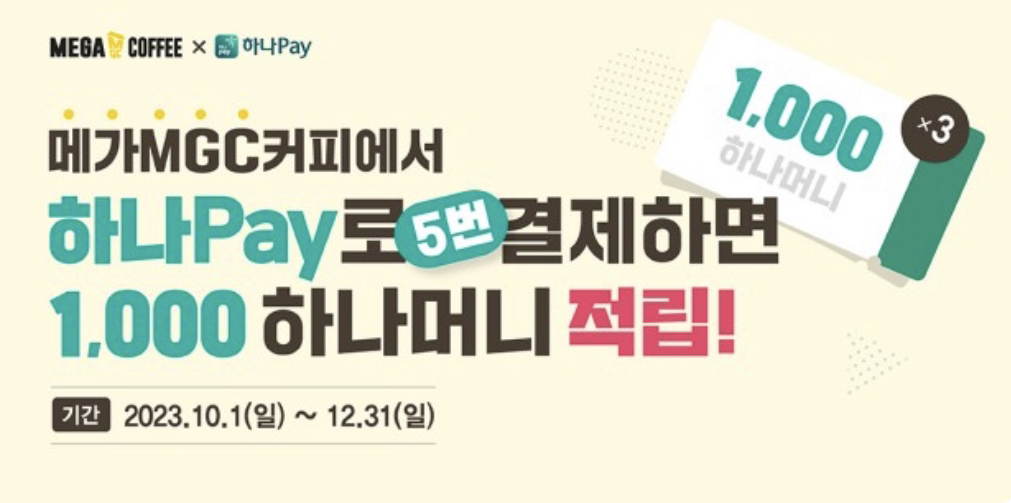 MEGA MGC COFFEE × 하나Pay
메가MGC커피에서
하나Pay로 5번 결제하면
1,000 하나머니 적립!
기간 2023.10.1(일) ~ 12.31(일)
1,000
하나머니
×3